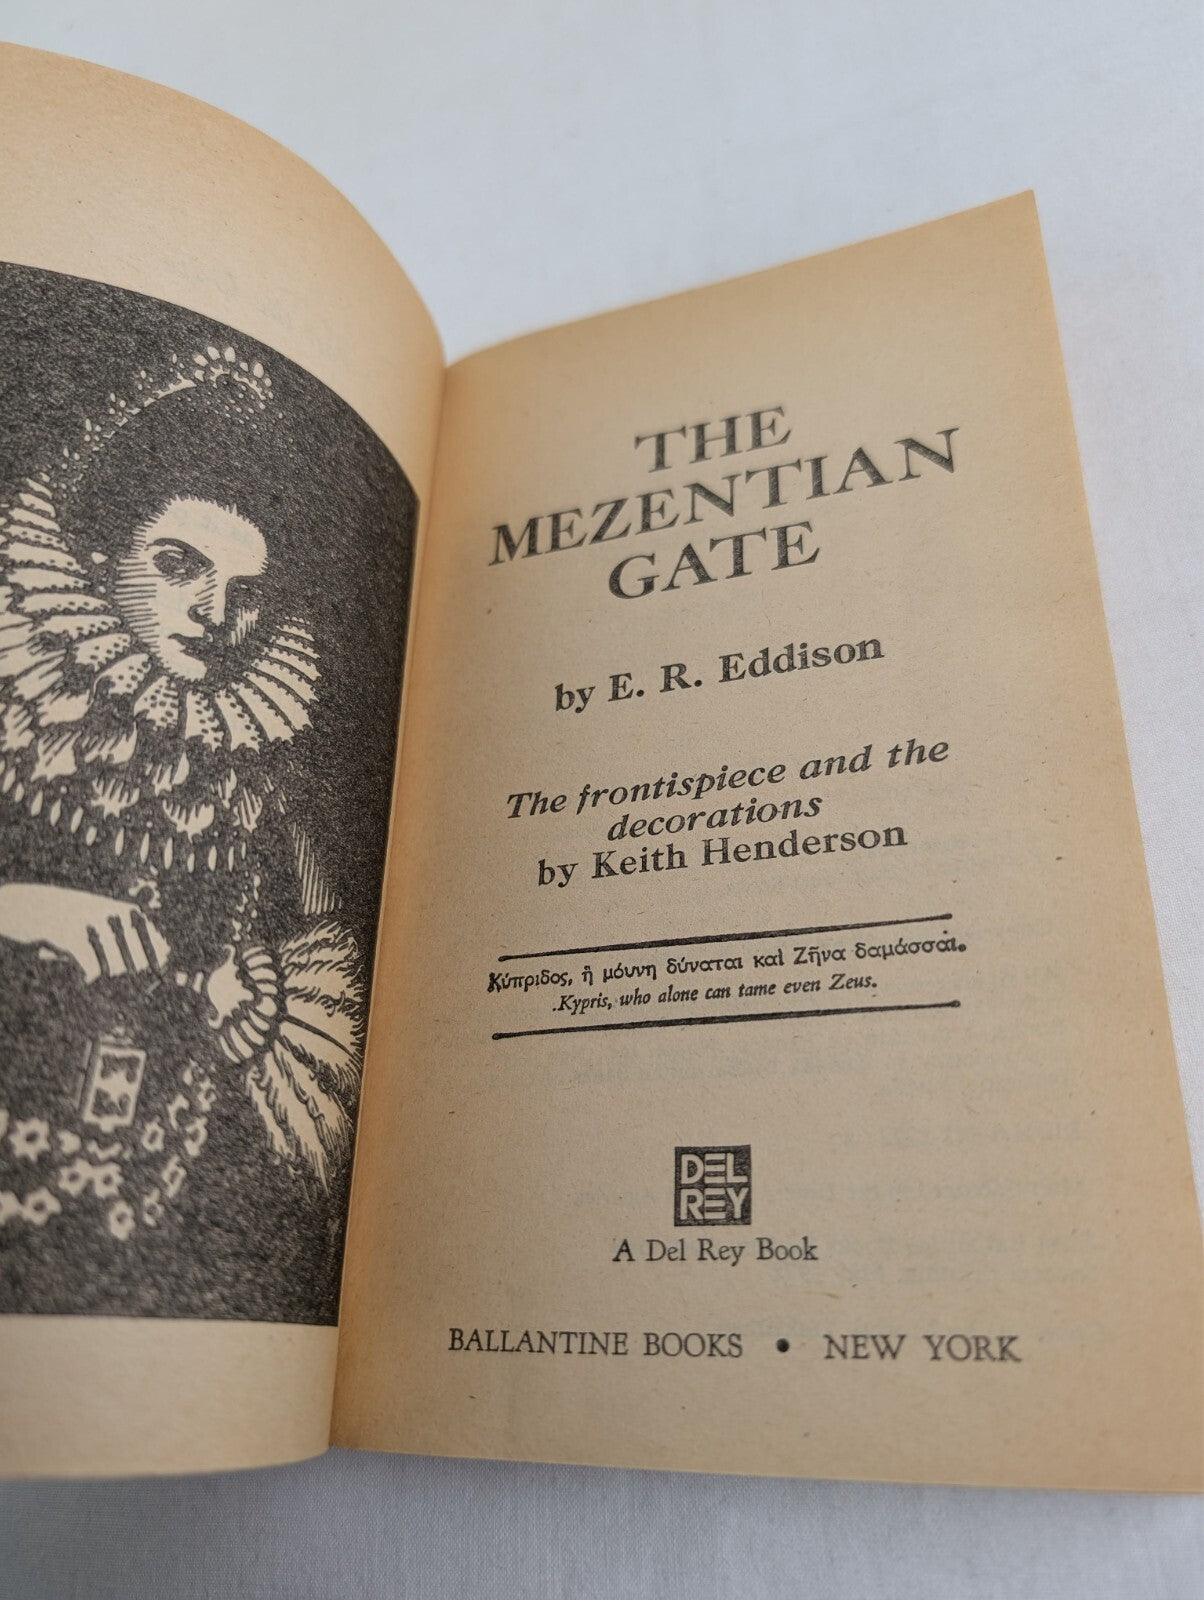 THE
MEZENTIAN
GATE
by E. R. Eddison
The frontispiece and the
decorations
by Keith Henderson
Κύπριδος, ἣ μούνη δύναται καὶ Ζῆνα δαμάσσαι.
Kypris, who alone can tame even Zeus.
DEL
REY
A Del Rey Book
BALLANTINE BOOKS • NEW YORK